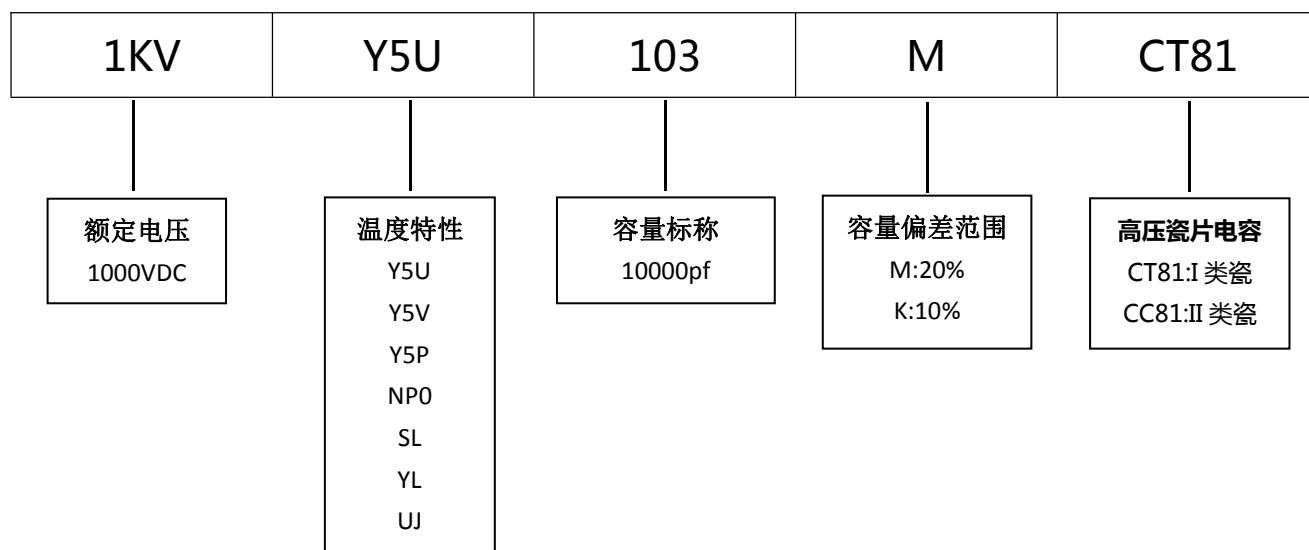 1KV Y5U 103 M CT81
额定电压
1000VDC
温度特性
Y5U
Y5V
Y5P
NP0
SL
YL
UJ
容量标称
10000pf
容量偏差范围
M:20%
K:10%
高压瓷片电容
CT81:I 类瓷
CC81:II 类瓷